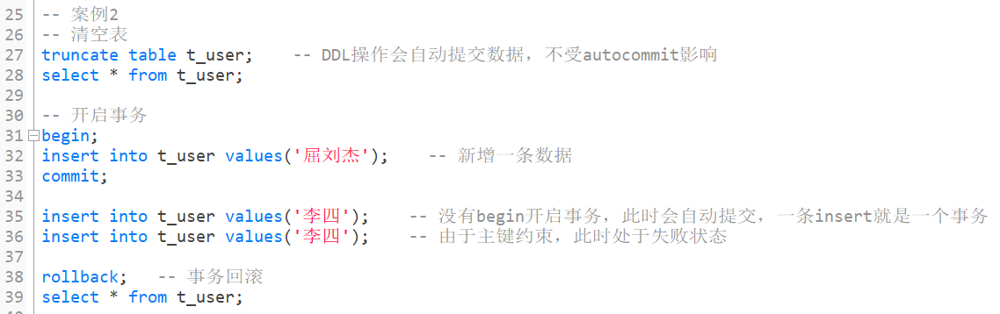 25 -- 案例2
26 -- 清空表
27 truncate table t_user;    -- DDL操作会自动提交数据，不受autocommit影响
28 select * from t_user;
29
30 -- 开启事务
31 begin;
32 insert into t_user values('屈刘杰');    -- 新增一条数据
33 commit;
34
35 insert into t_user values('李四');    -- 没有begin开启事务，此时会自动提交，一条insert就是一个事务
36 insert into t_user values('李四');    -- 由于主键约束，此时处于失败状态
37
38 rollback;   -- 事务回滚
39 select * from t_user;